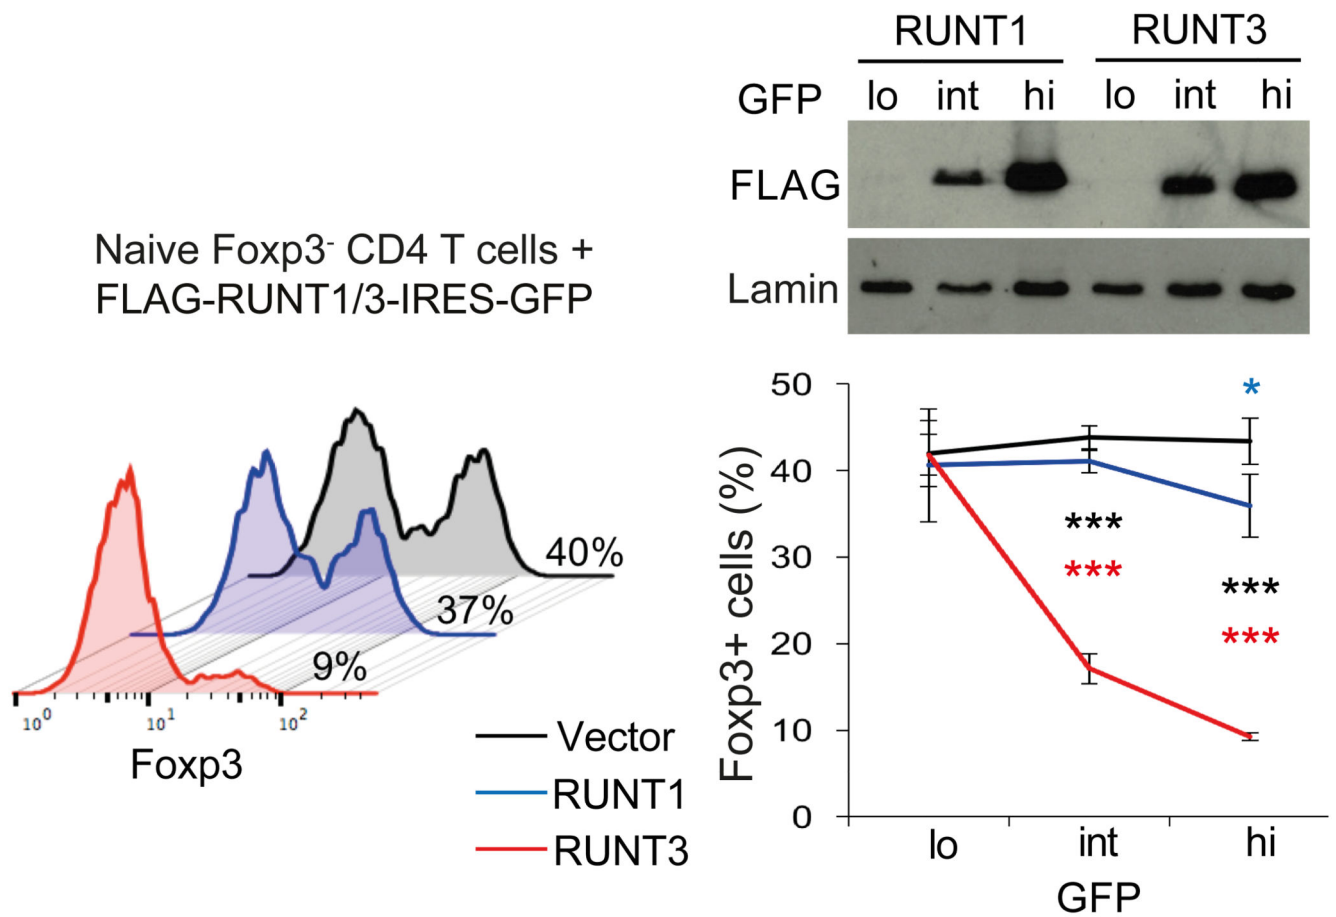 RUNT1 RUNT3
GFP lo int hi lo int hi
FLAG
Lamin
Naive Foxp3⁻ CD4 T cells +
FLAG-RUNT1/3-IRES-GFP
40%
37%
9%
10⁰ 10¹ 10²
Foxp3
Vector
RUNT1
RUNT3
Foxp3+ cells (%)
50
40
30
20
10
0
*
***
***
***
***
lo int hi
GFP